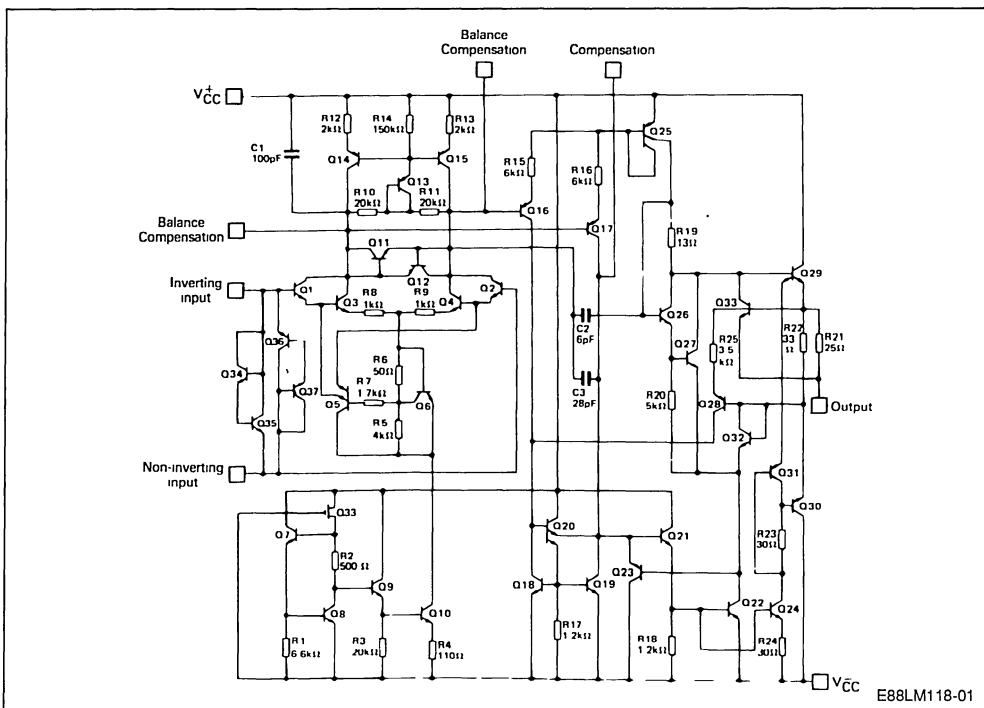 Balance
Compensation
Compensation
V+CC
R12
2kΩ
R14
150kΩ
R13
2kΩ
Q25
C1
100pF
Q14
Q15
R15
6kΩ
R16
6kΩ
Q13
R10
20kΩ
R11
20kΩ
Q16
Q17
R19
13Ω
Balance
Compensation
Q11
Q12
Q29
Inverting
input
Q1
Q3
R8
1kΩ
R9
1kΩ
Q4
Q2
C2
6pF
Q26
Q33
R22
33
Ω
R21
25Ω
Q36
Q27
R25
3 5
kΩ
Q34
Q37
R6
50Ω
R7
1 7kΩ
Q5
Q6
C3
28pF
R20
5kΩ
Q28
Output
Q35
R5
4kΩ
Q32
Non-inverting
input
Q31
Q33
Q30
Q7
Q20
Q21
R2
500 Ω
R23
30Ω
Q9
Q18
Q19
Q23
Q8
Q10
Q22
Q24
R1
6 6kΩ
R3
20kΩ
R4
110Ω
R17
1.2kΩ
R18
1.2kΩ
R24
30Ω
V-CC
E88LM118-01